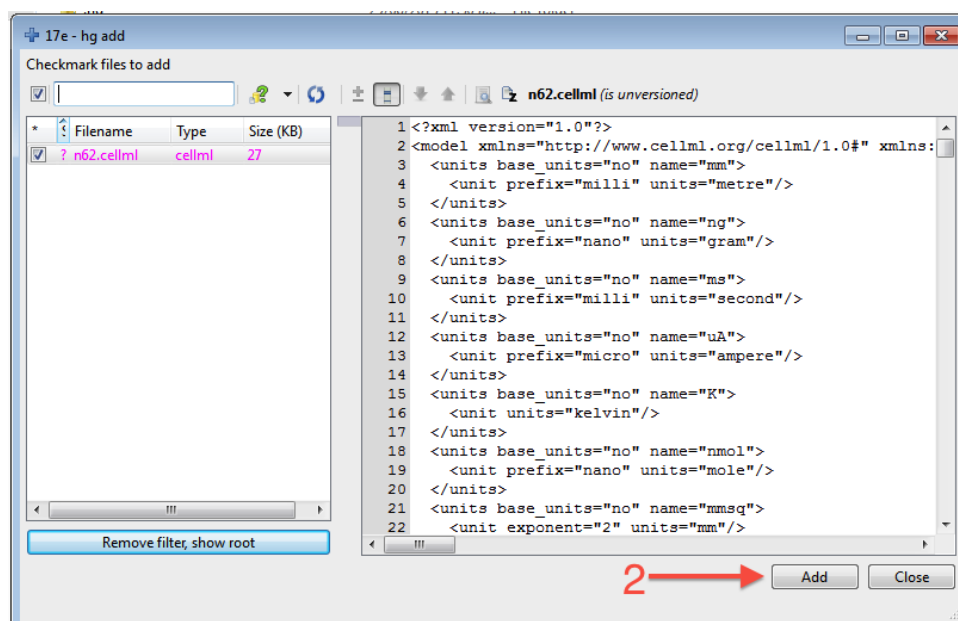 17e - hg add
Checkmark files to add
n62.cellml (is unversioned)
* Filename Type Size (KB)
? n62.cellml cellml 27
1 <?xml version="1.0"?>
2 <model xmlns="http://www.cellml.org/cellml/1.0#" xmlns:
3 <units base_units="no" name="mm">
4 <unit prefix="milli" units="metre"/>
5 </units>
6 <units base_units="no" name="ng">
7 <unit prefix="nano" units="gram"/>
8 </units>
9 <units base_units="no" name="ms">
10 <unit prefix="milli" units="second"/>
11 </units>
12 <units base_units="no" name="uA">
13 <unit prefix="micro" units="ampere"/>
14 </units>
15 <units base_units="no" name="K">
16 <unit units="kelvin"/>
17 </units>
18 <units base_units="no" name="nmol">
19 <unit prefix="nano" units="mole"/>
20 </units>
21 <units base_units="no" name="mmsq">
22 <unit exponent="2" units="mm"/>
Remove filter, show root
2
Add
Close